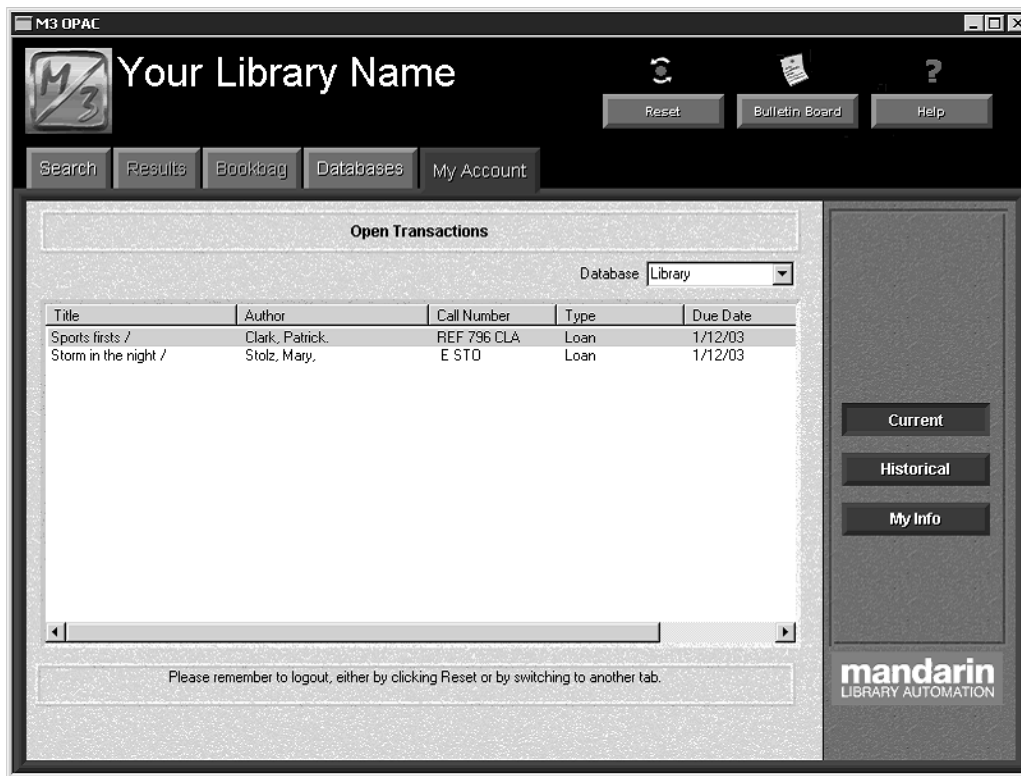 M3 OPAC
M/3
Your Library Name
Reset
Bulletin Board
?
Help
Search
Results
Bookbag
Databases
My Account
Open Transactions
Database Library
Title Author Call Number Type Due Date
Sports firsts / Clark, Patrick. REF 796 CLA Loan 1/12/03
Storm in the night / Stolz, Mary, E STO Loan 1/12/03
Current
Historical
My Info
Please remember to logout, either by clicking Reset or by switching to another tab.
mandarin
LIBRARY AUTOMATION